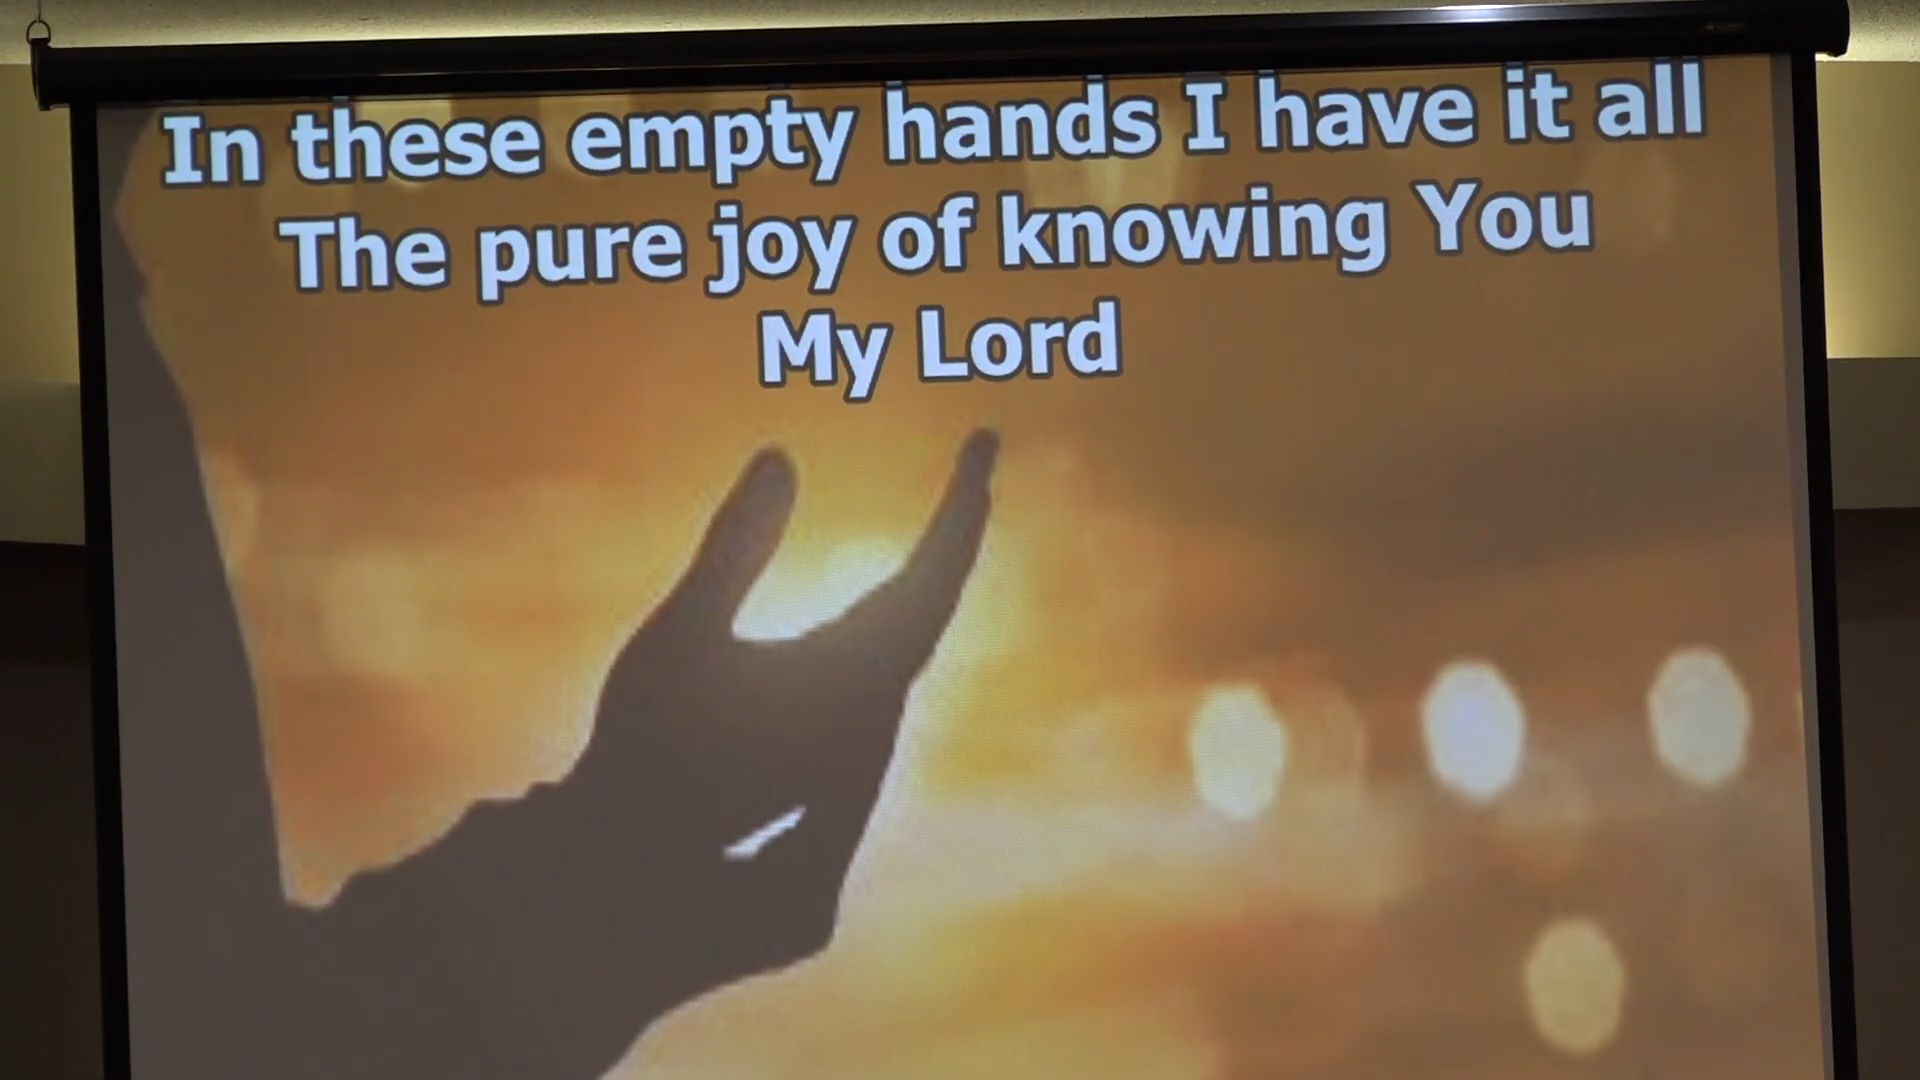 In these empty hands I have it all
The pure joy of knowing You
My Lord